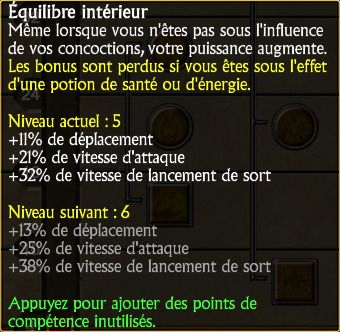 Équilibre intérieur
Même lorsque vous n'êtes pas sous l'influence
de vos concoctions, votre puissance augmente.
Les bonus sont perdus si vous êtes sous l'effet
d'une potion de santé ou d'énergie.
Niveau actuel : 5
+11% de déplacement
+21% de vitesse d'attaque
+32% de vitesse de lancement de sort
Niveau suivant : 6
+13% de déplacement
+25% de vitesse d'attaque
+38% de vitesse de lancement de sort
Appuyez pour ajouter des points de
compétence inutilisés.
24